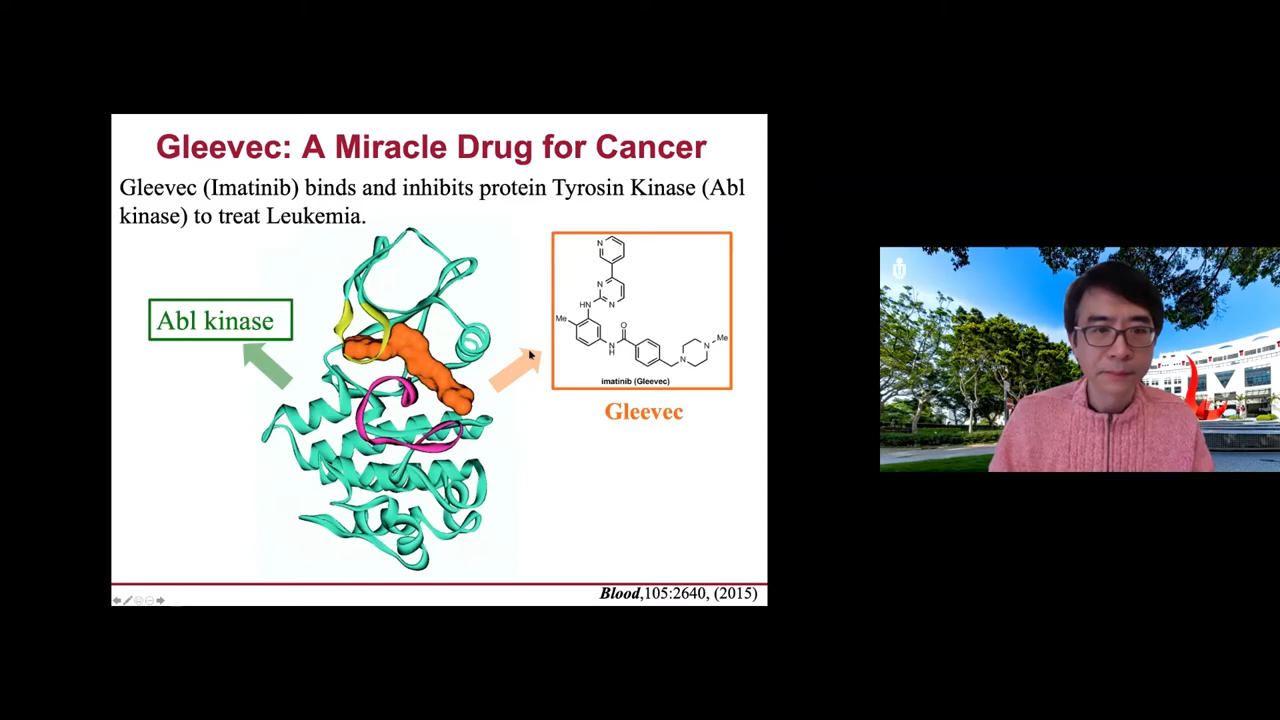 Gleevec: A Miracle Drug for Cancer
Gleevec (Imatinib) binds and inhibits protein Tyrosin Kinase (Abl
kinase) to treat Leukemia.
Abl kinase
N
N
HN
N
Me
O
N
H
N
N
Me
imatinib (Gleevec)
Gleevec
Blood,105:2640, (2015)